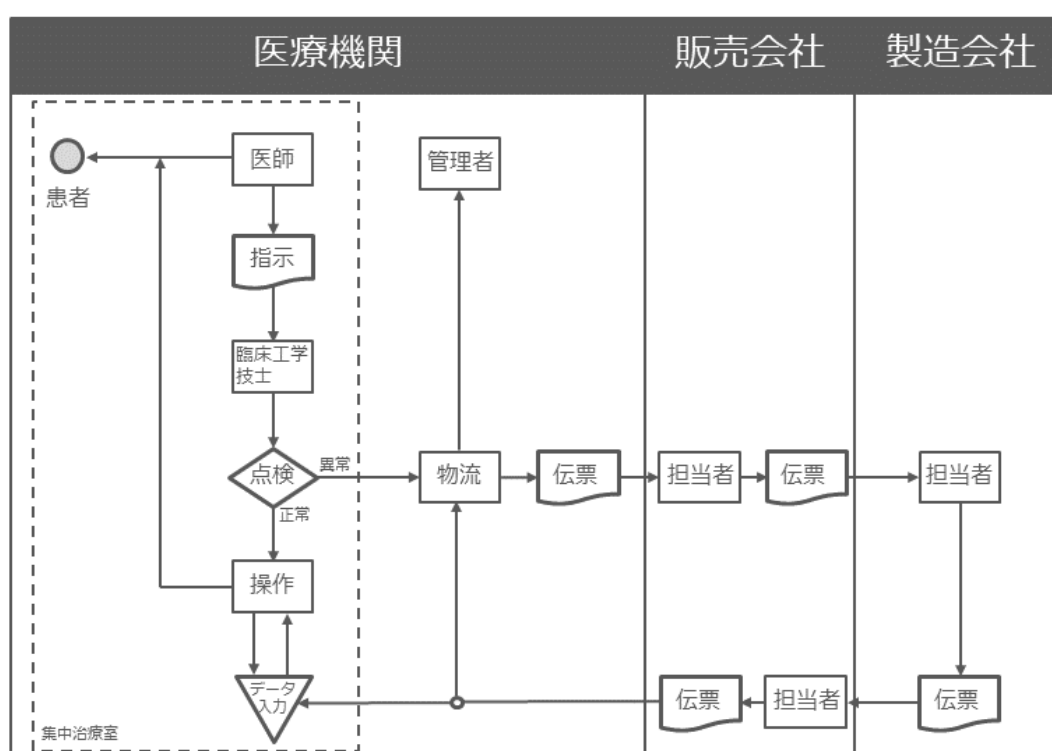 医療機関
販売会社
製造会社
患者
医師
管理者
指示
臨床工学
技士
点検
異常
物流
伝票
担当者
伝票
担当者
正常
操作
データ
入力
伝票
担当者
伝票
集中治療室